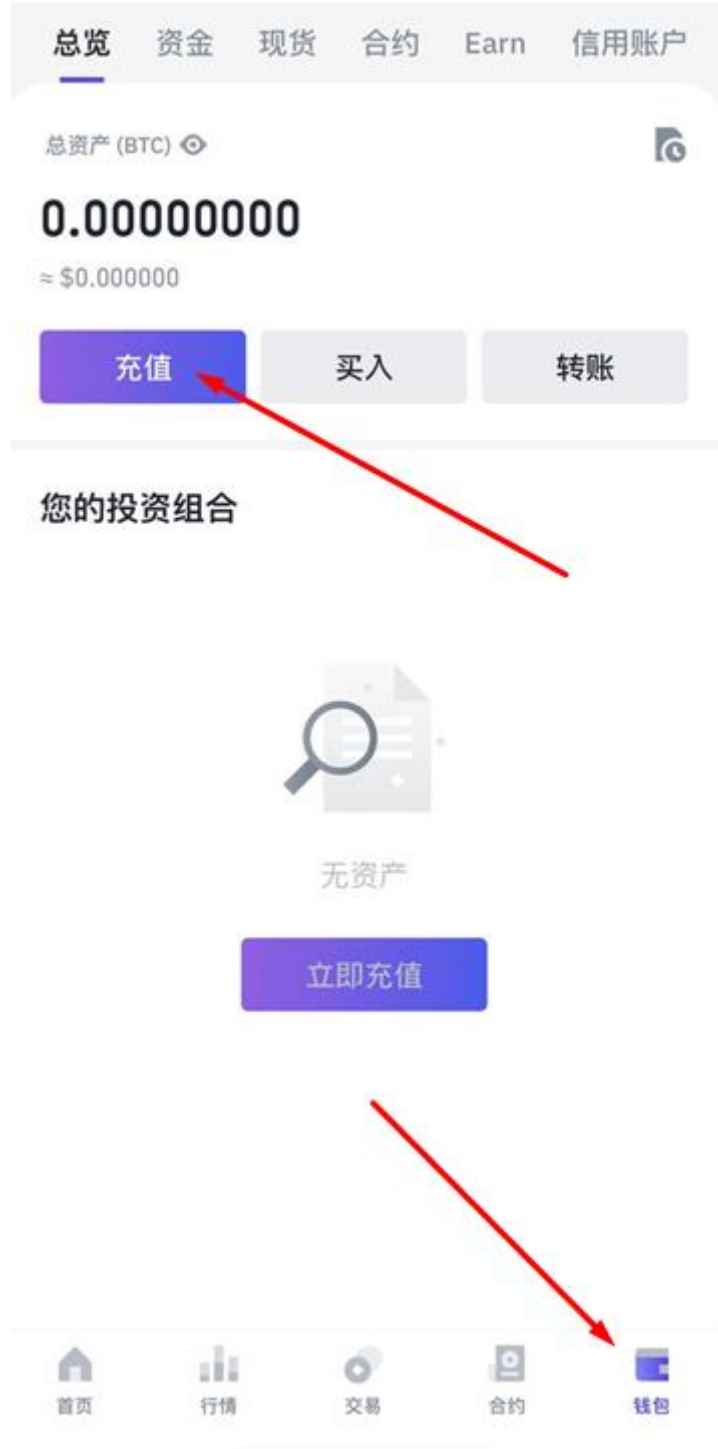 总览 资金 现货 合约 Earn 信用账户
总资产 (BTC)
0.00000000
≈ $0.000000
充值 买入 转账
您的投资组合
无资产
立即充值
首页 行情 交易 合约 钱包